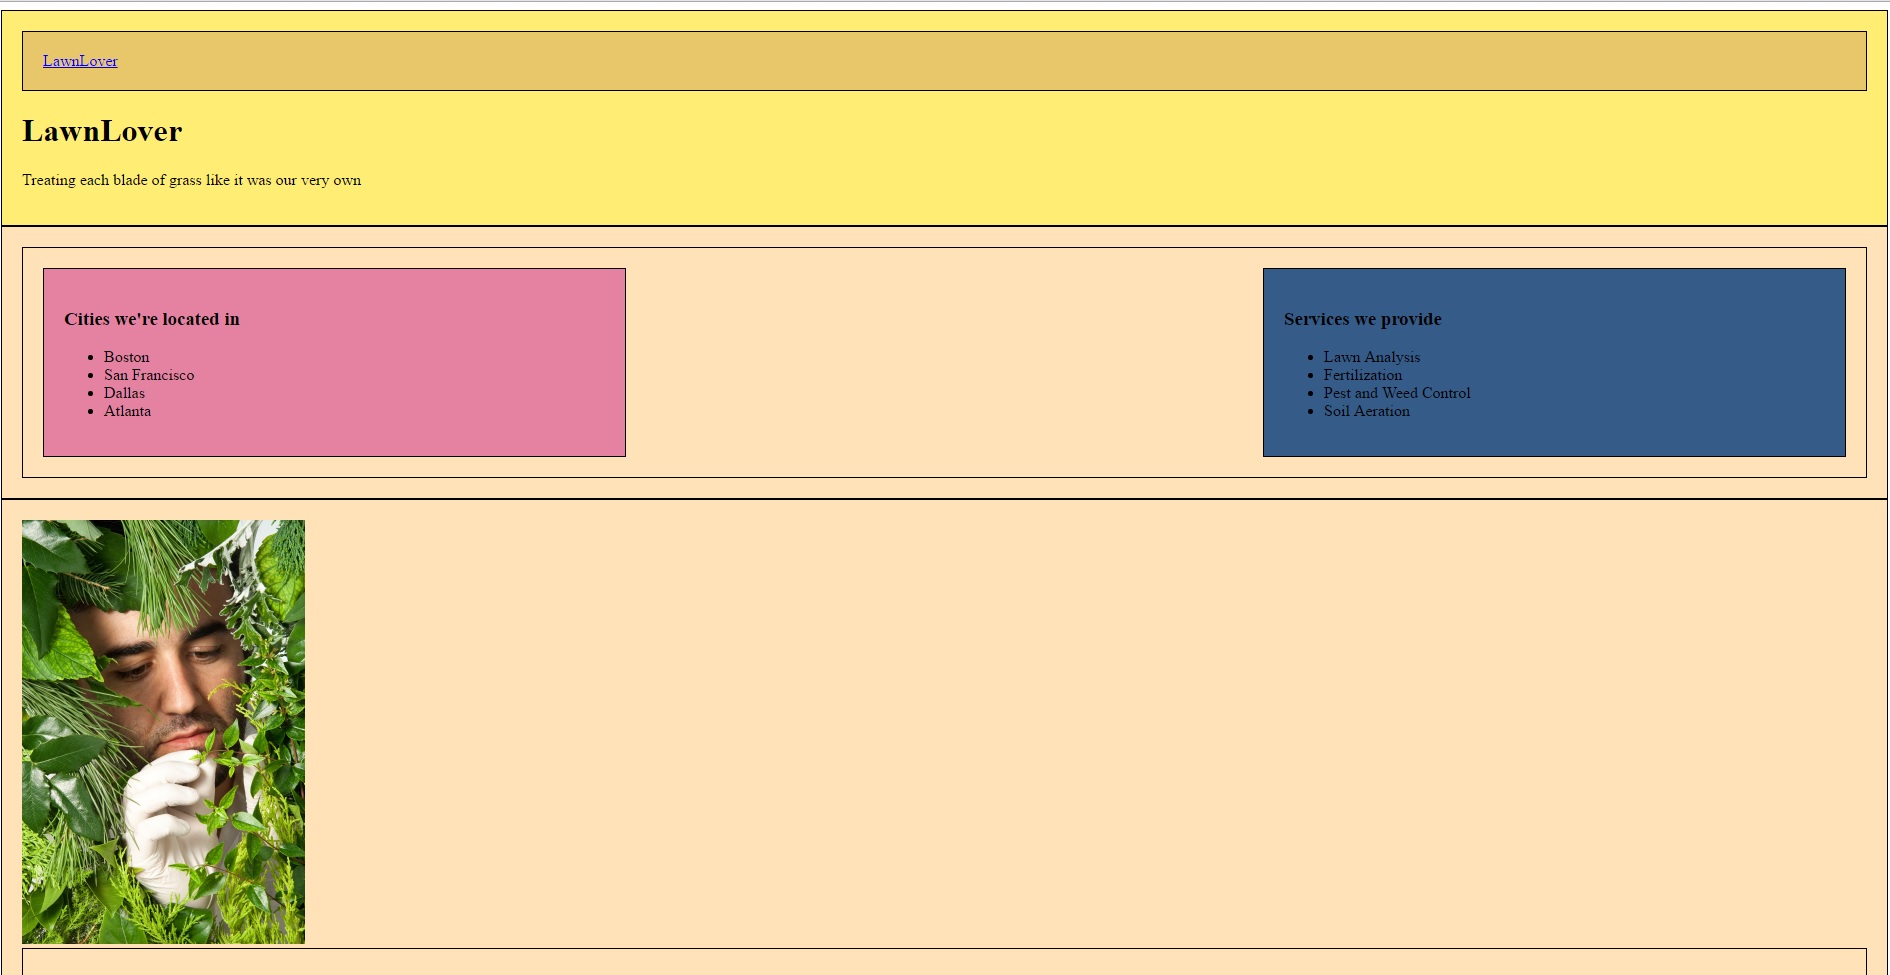 LawnLover
LawnLover
Treating each blade of grass like it was our very own
Cities we're located in
Boston
San Francisco
Dallas
Atlanta
Services we provide
Lawn Analysis
Fertilization
Pest and Weed Control
Soil Aeration